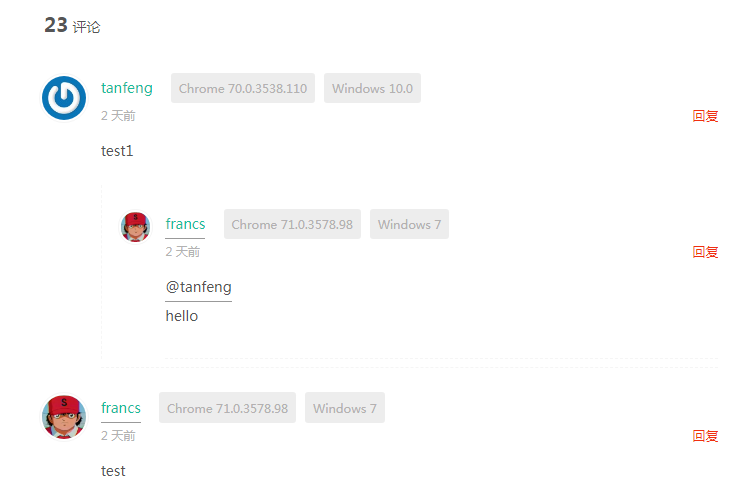 23 评论
tanfeng Chrome 70.0.3538.110 Windows 10.0
2 天前 回复
test1
francs Chrome 71.0.3578.98 Windows 7
2 天前 回复
@tanfeng
hello
francs Chrome 71.0.3578.98 Windows 7
2 天前 回复
test